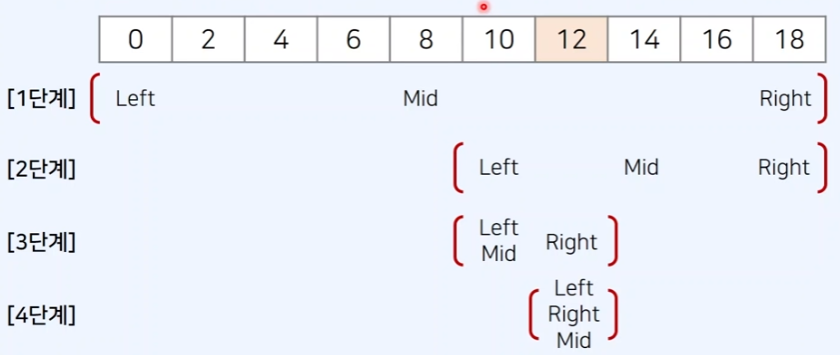 0 2 4 6 8 10 12 14 16 18
[1단계] Left Mid Right
[2단계] Left Mid Right
[3단계] Left Mid Right
[4단계] Left Right Mid